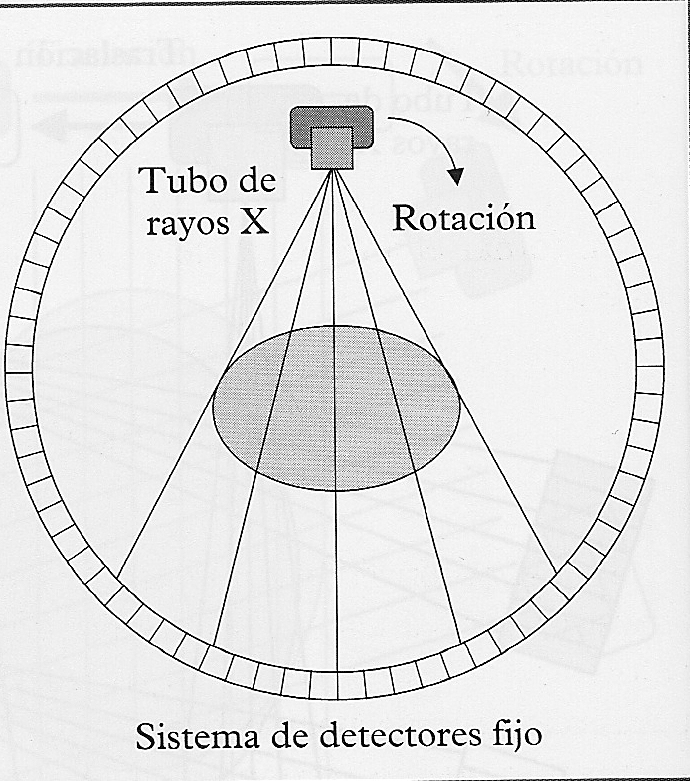 Tubo de
rayos X
Rotación
Sistema de detectores fijo